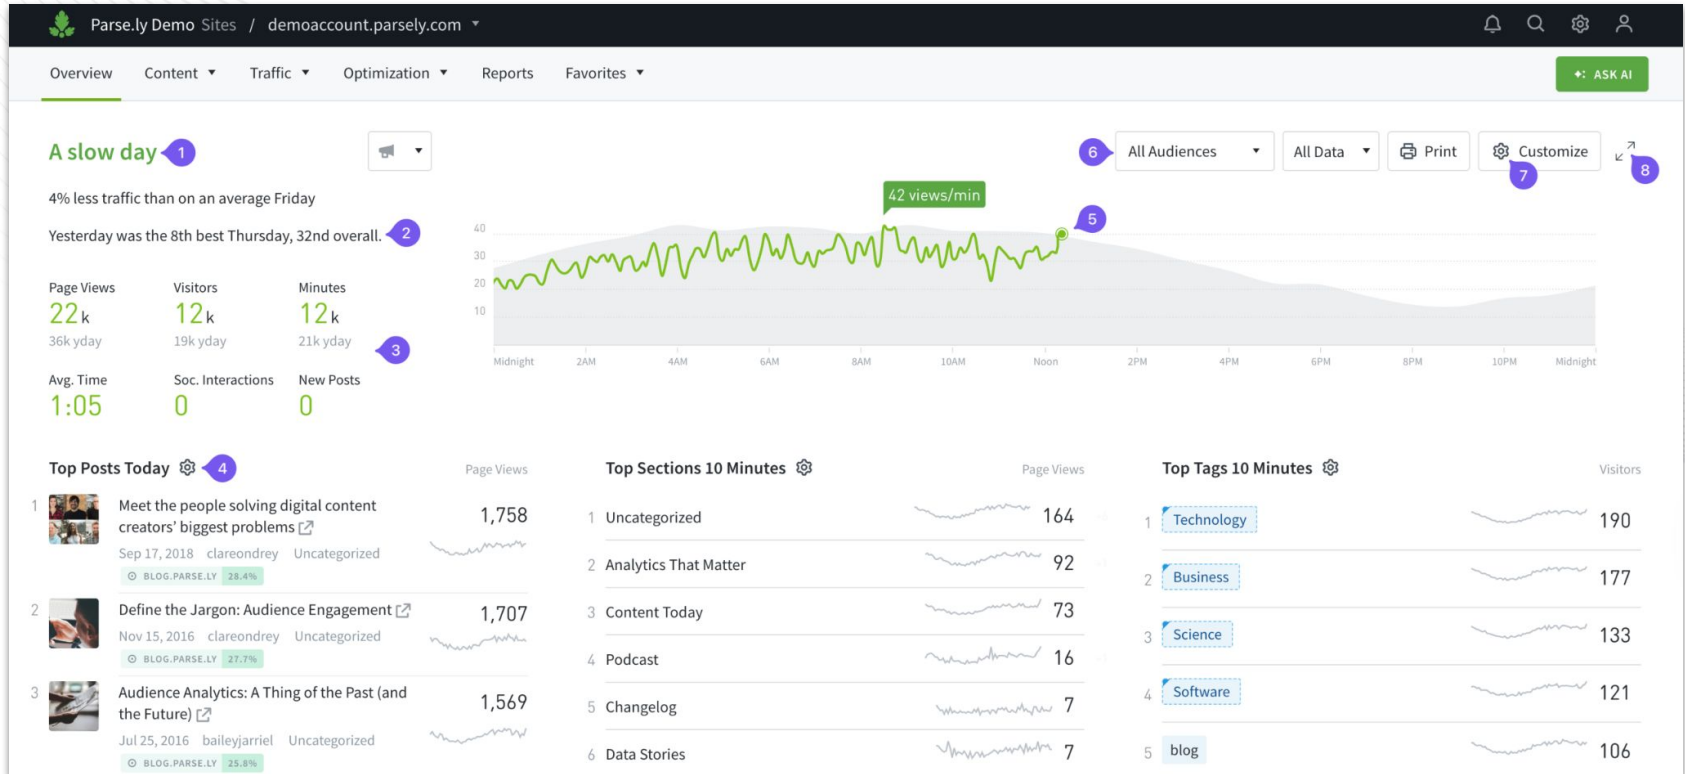 Parse.ly Demo Sites / demoaccount.parsely.com
Overview Content Traffic Optimization Reports Favorites ASK AI
A slow day 1
6 All Audiences All Data Print Customize
7 8
4% less traffic than on an average Friday
Yesterday was the 8th best Thursday, 32nd overall. 2
42 views/min
5
40
30
20
10
Midnight 2AM 4AM 6AM 8AM 10AM Noon 2PM 4PM 6PM 8PM 10PM Midnight
Page Views Visitors Minutes
22k 12k 12k
36k yday 19k yday 21k yday 3
Avg. Time Soc. Interactions New Posts
1:05 0 0
Top Posts Today 4 Page Views
1 Meet the people solving digital content
creators’ biggest problems 1,758
Sep 17, 2018 clareondrey Uncategorized
BLOG.PARSE.LY 28.4%
2 Define the Jargon: Audience Engagement 1,707
Nov 15, 2016 clareondrey Uncategorized
BLOG.PARSE.LY 27.7%
3 Audience Analytics: A Thing of the Past (and
the Future) 1,569
Jul 25, 2016 baileyjarriel Uncategorized
BLOG.PARSE.LY 25.8%
Top Sections 10 Minutes Page Views
1 Uncategorized 164
2 Analytics That Matter 92
3 Content Today 73
4 Podcast 16
5 Changelog 7
6 Data Stories 7
Top Tags 10 Minutes Visitors
1 Technology 190
2 Business 177
3 Science 133
4 Software 121
5 blog 106